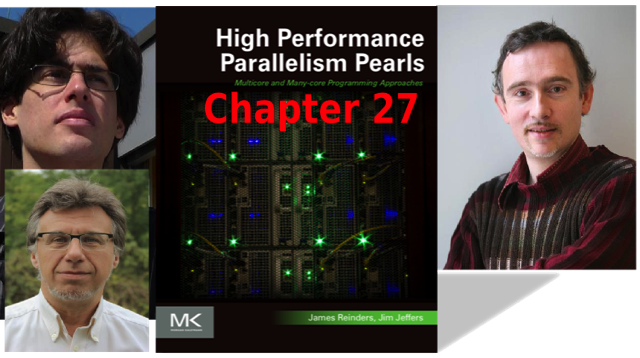 High Performance
Parallelism Pearls
Multicore and Many-core Programming Approaches
Chapter 27
MK
James Reinders, Jim Jeffers